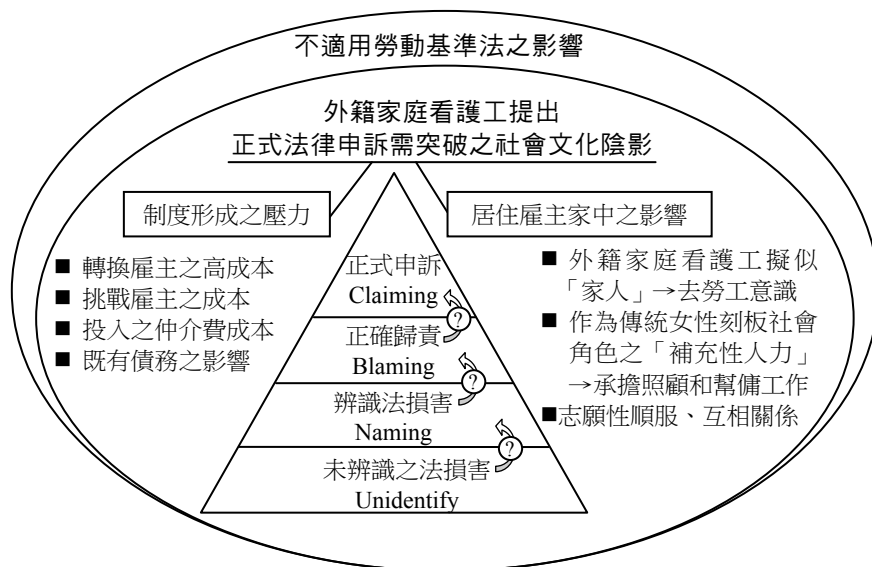 不適用勞動基準法之影響
外籍家庭看護工提出
正式法律申訴需突破之社會文化陰影
制度形成之壓力
居住雇主家中之影響
■ 轉換雇主之高成本
■ 挑戰雇主之成本
■ 投入之仲介費成本
■ 既有債務之影響
正式申訴
Claiming
?
正確歸責
Blaming
?
辨識法損害
Naming
?
未辨識之法損害
Unidentify
■ 外籍家庭看護工擬似
「家人」→去勞工意識
■ 作為傳統女性刻板社會
角色之「補充性人力」
→承擔照顧和幫傭工作
■志願性順服、互相關係